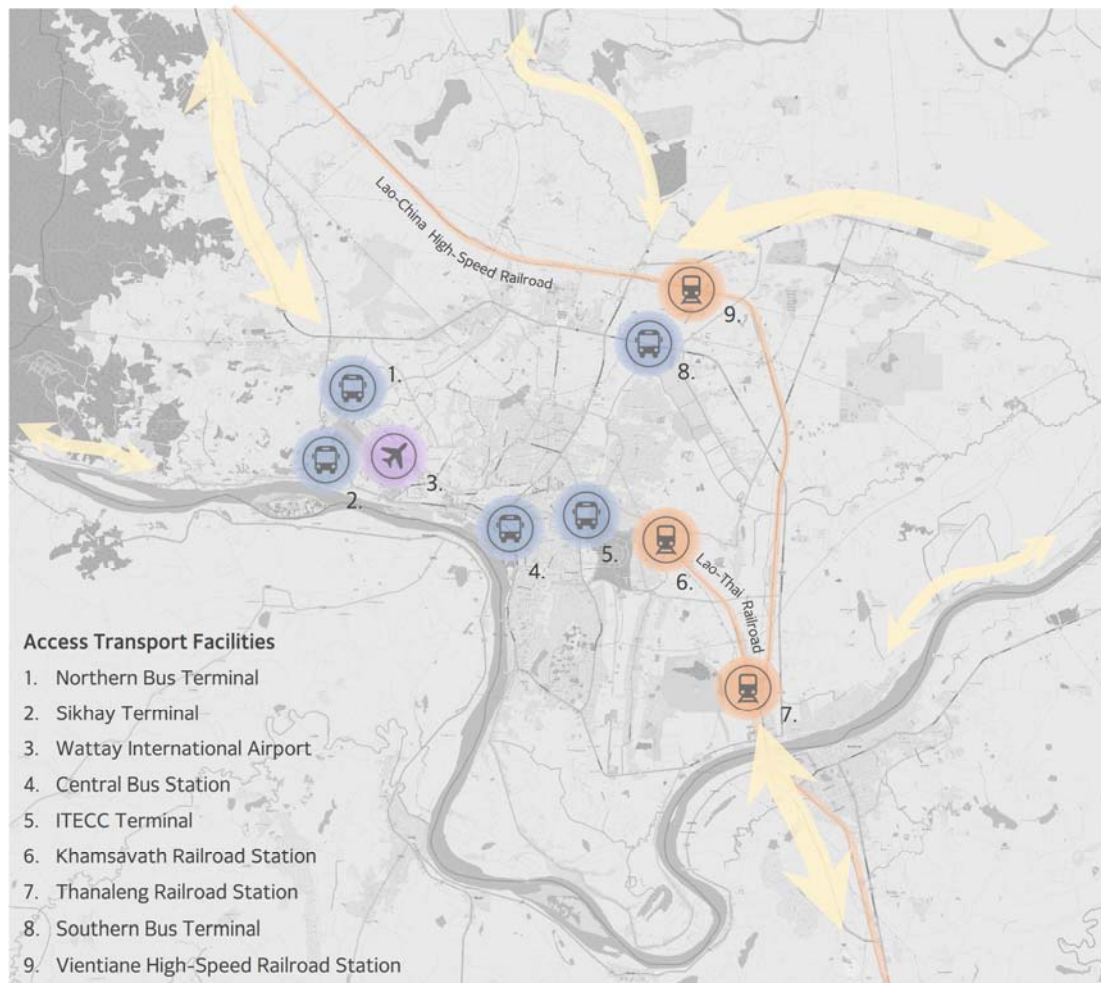 Lao-China High-Speed Railroad
9.
8.
1.
3.
2.
5.
4.
6.
Lao-Thai Railroad
7.
Access Transport Facilities
1. Northern Bus Terminal
2. Sikhay Terminal
3. Wattay International Airport
4. Central Bus Station
5. ITECC Terminal
6. Khamsavath Railroad Station
7. Thanaleng Railroad Station
8. Southern Bus Terminal
9. Vientiane High-Speed Railroad Station